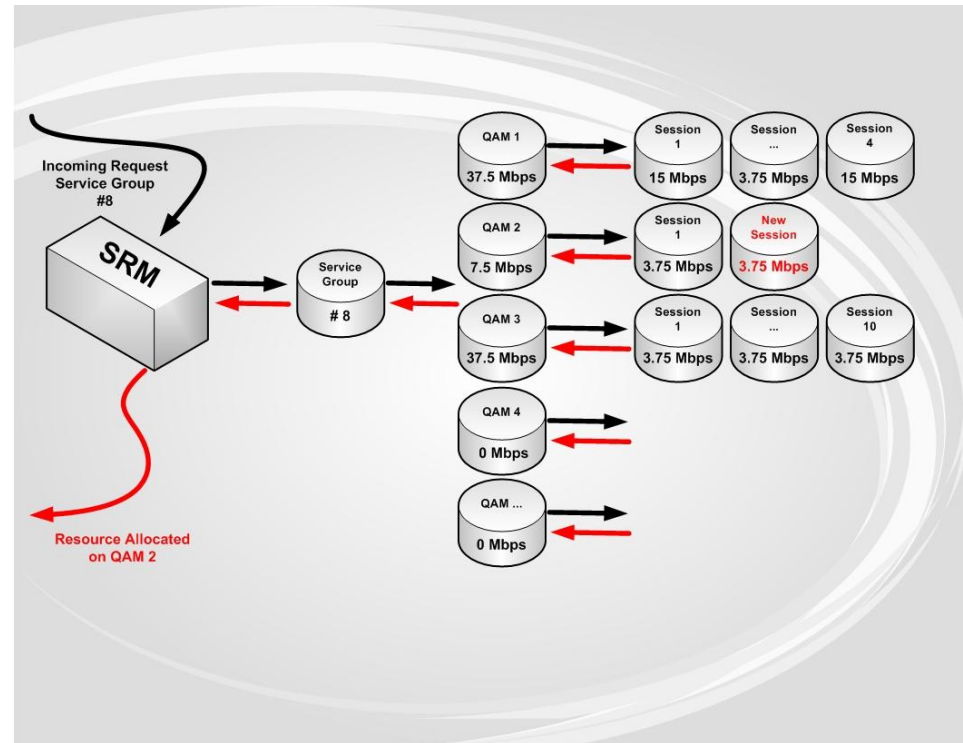 Incoming Request
Service Group
#8
SRM
Service
Group
# 8
QAM 1
37.5 Mbps
Session
1
15 Mbps
Session
...
3.75 Mbps
Session
4
15 Mbps
QAM 2
7.5 Mbps
Session
1
3.75 Mbps
New
Session
3.75 Mbps
QAM 3
37.5 Mbps
Session
1
3.75 Mbps
Session
...
3.75 Mbps
Session
10
3.75 Mbps
QAM 4
0 Mbps
QAM ...
0 Mbps
Resource Allocated
on QAM 2